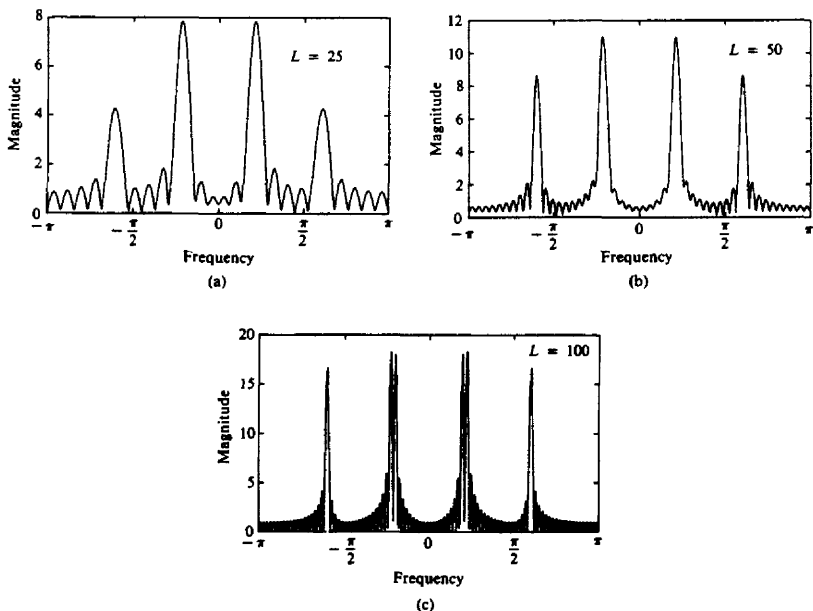 8
6
4
2
0
Magnitude
L = 25
−π
−π/2
0
π/2
π
Frequency
(a)
12
10
8
6
4
2
0
Magnitude
L = 50
−π
−π/2
0
π/2
π
Frequency
(b)
20
15
10
5
0
Magnitude
L = 100
−π
−π/2
0
π/2
π
Frequency
(c)